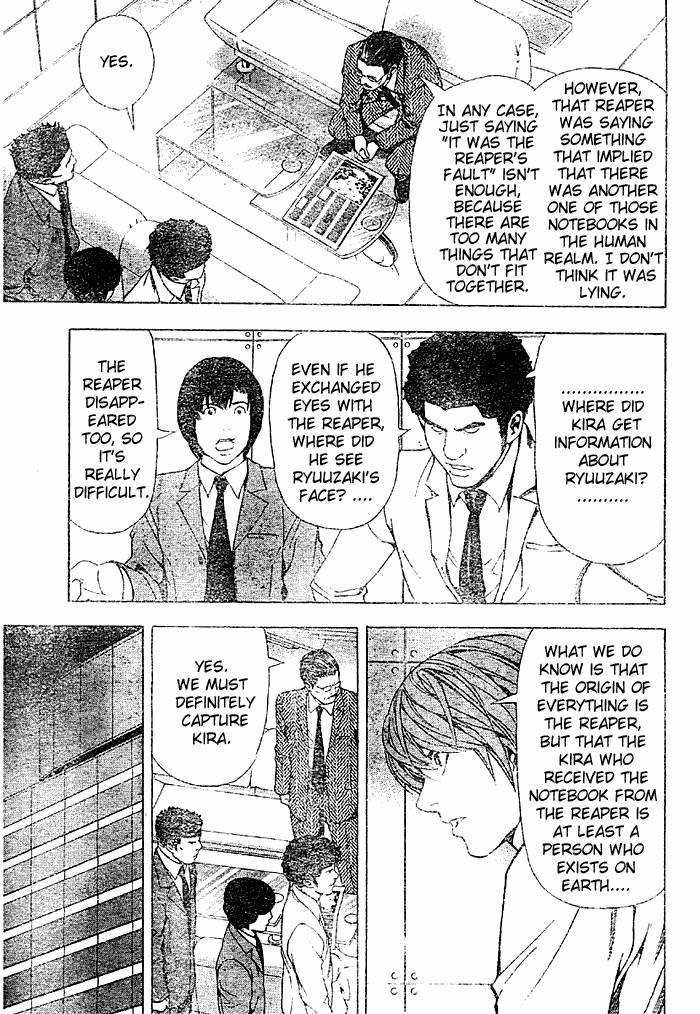 HOWEVER,
THAT REAPER
WAS SAYING
SOMETHING
THAT IMPLIED
THAT THERE
WAS ANOTHER
ONE OF THOSE
NOTEBOOKS IN
THE HUMAN
REALM. I DON'T
THINK IT WAS
LYING.
IN ANY CASE,
JUST SAYING
"IT WAS THE
REAPER'S
FAULT" ISN'T
ENOUGH,
BECAUSE
THERE ARE
TOO MANY
THINGS THAT
DON'T FIT
TOGETHER.
YES.
................
WHERE DID
KIRA GET
INFORMATION
ABOUT
RYUUZAKI?
..........
EVEN IF HE
EXCHANGED
EYES WITH
THE REAPER,
WHERE DID
HE SEE
RYUUZAKI'S
FACE? ....
THE
REAPER
DISAPP-
EARED
TOO, SO
IT'S
REALLY
DIFFICULT.
WHAT WE DO
KNOW IS THAT
THE ORIGIN OF
EVERYTHING IS
THE REAPER,
BUT THAT THE
KIRA WHO
RECEIVED THE
NOTEBOOK FROM
THE REAPER IS
AT LEAST A
PERSON WHO
EXISTS ON
EARTH....
YES.
WE MUST
DEFINITELY
CAPTURE
KIRA.